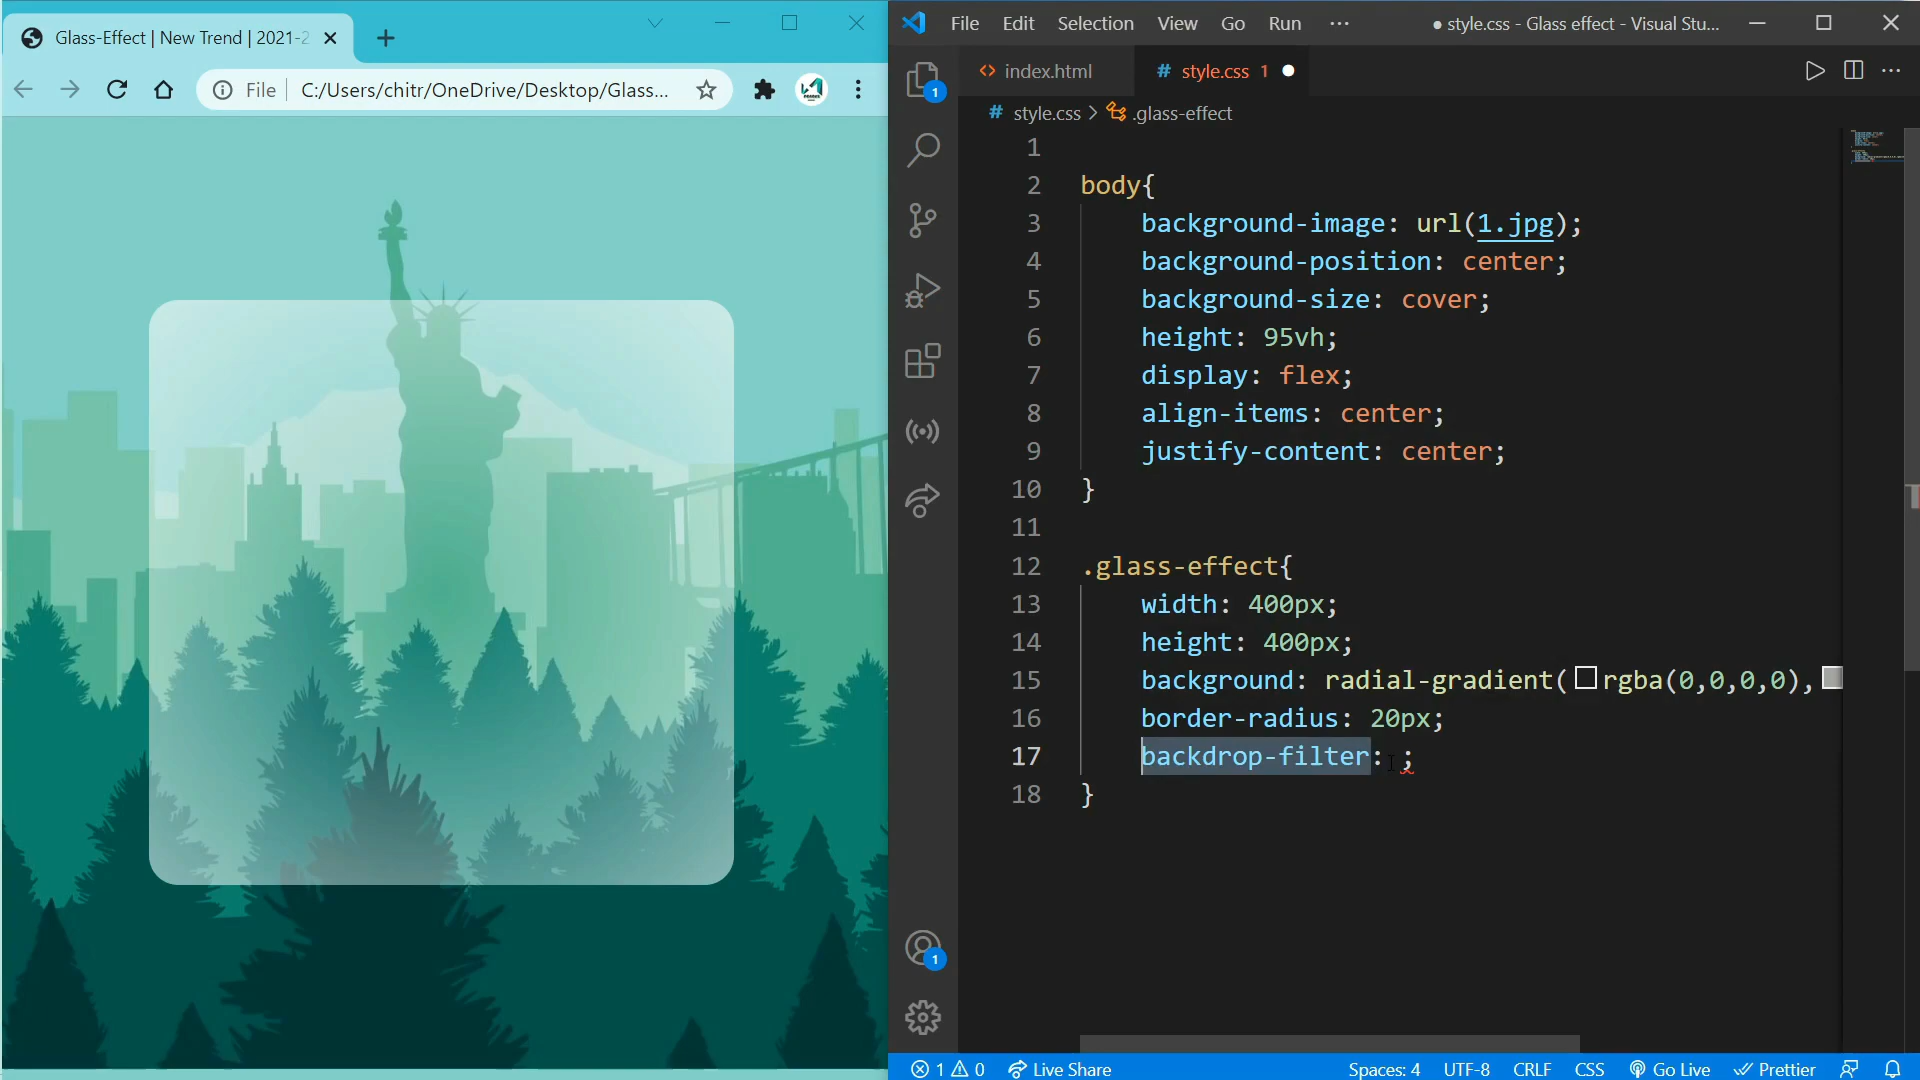 Glass-Effect | New Trend | 2021-2
File
C:/Users/chitr/OneDrive/Desktop/Glass...
File Edit Selection View Go Run ···
● style.css - Glass effect - Visual Stu...
1
<> index.html
# style.css 1 ●
# style.css > .glass-effect
1
2 body{
3 background-image: url(1.jpg);
4 background-position: center;
5 background-size: cover;
6 height: 95vh;
7 display: flex;
8 align-items: center;
9 justify-content: center;
10 }
11
12 .glass-effect{
13 width: 400px;
14 height: 400px;
15 background: radial-gradient(rgba(0,0,0,0),
16 border-radius: 20px;
17 backdrop-filter: ;
18 }
1
1 0 Live Share Spaces: 4 UTF-8 CRLF CSS Go Live Prettier